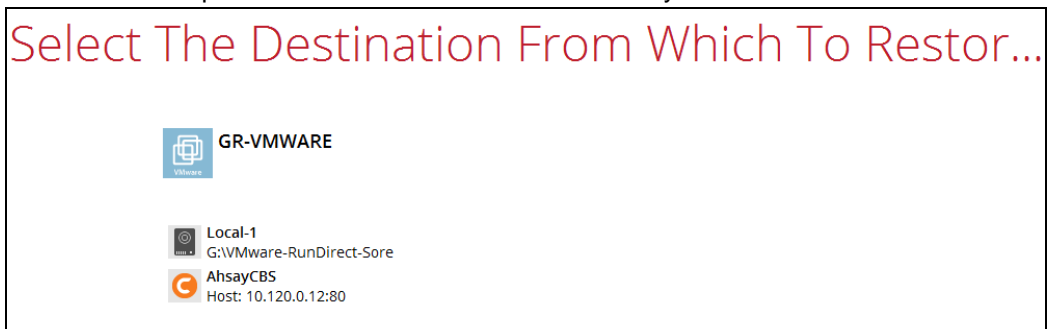 Select The Destination From Which To Restor...
GR-VMWARE
VMware
Local-1
G:\VMware-RunDirect-Sore
AhsayCBS
Host: 10.120.0.12:80